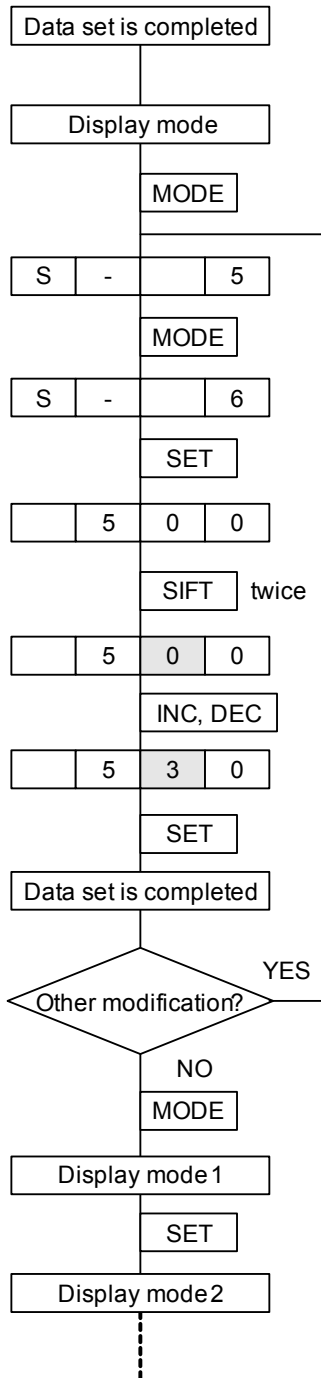 Data set is completed
Display mode
MODE
S - 5
MODE
S - 6
SET
5 0 0
SIFT twice
5 0 0
INC, DEC
5 3 0
SET
Data set is completed
YES
Other modification?
NO
MODE
Display mode 1
SET
Display mode 2